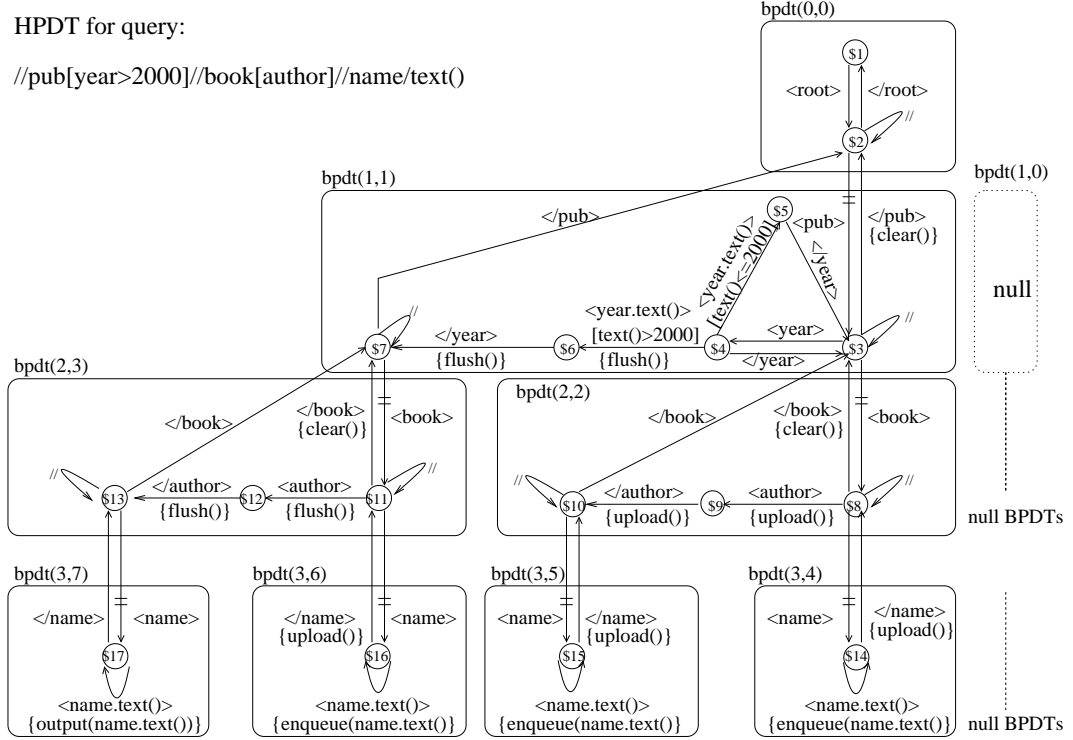 HPDT for query:
//pub[year>2000]//book[author]//name/text()
bpdt(0,0)
$1
<root>
</root>
$2
//
bpdt(1,1)
bpdt(1,0)
</pub>
$5
<pub>
</pub>
{clear()}
<year.text()>
[text()<=2000]
</year>
null
<year.text()>
[text()>2000]
{flush()}
<year>
</year>
</year>
{flush()}
//
$7
$6
$4
$3
//
bpdt(2,3)
bpdt(2,2)
</book>
</book>
{clear()}
<book>
</book>
</book>
{clear()}
<book>
//
$13
</author>
{flush()}
$12
<author>
{flush()}
$11
//
//
$10
</author>
{upload()}
$9
<author>
{upload()}
$8
//
null BPDTs
bpdt(3,7)
bpdt(3,6)
bpdt(3,5)
bpdt(3,4)
</name>
<name>
</name>
{upload()}
<name>
<name>
</name>
{upload()}
<name>
</name>
{upload()}
$17
$16
$15
$14
<name.text()>
{output(name.text())}
<name.text()>
{enqueue(name.text()}
<name.text()>
{enqueue(name.text()}
<name.text()>
{enqueue(name.text()}
null BPDTs